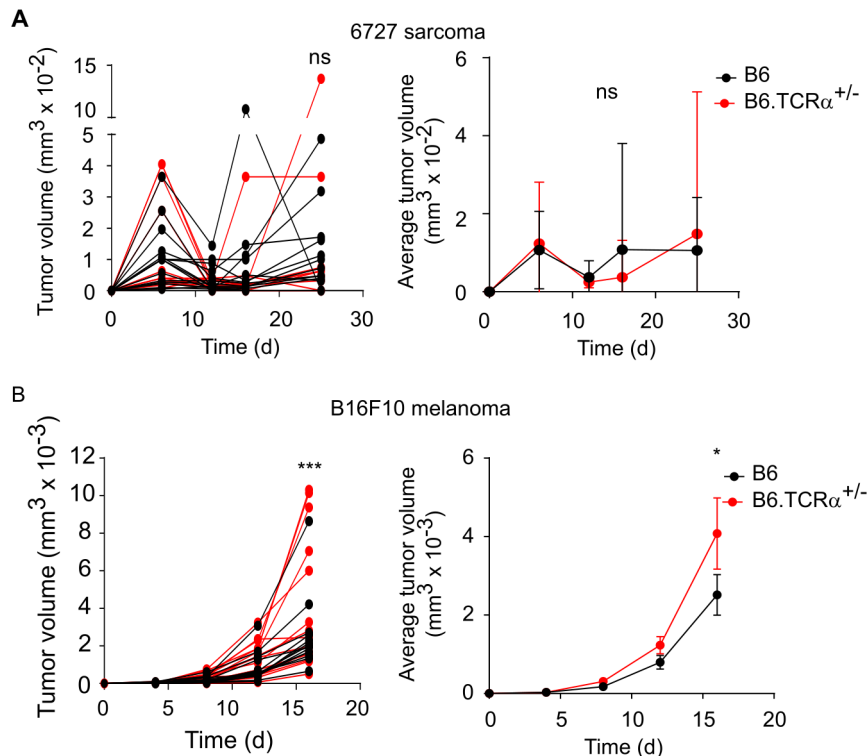 A
6727 sarcoma
Tumor volume (mm³ x 10⁻²)
15
10
5
4
3
2
1
0
ns
0
10
20
30
Time (d)
Average tumor volume
(mm³ x 10⁻²)
6
4
2
0
ns
0
10
20
30
Time (d)
B6
B6.TCRα⁺/⁻
B
B16F10 melanoma
Tumor volume (mm³ x 10⁻³)
12
10
8
6
4
2
0
***
0
5
10
15
20
Time (d)
Average tumor volume
(mm³ x 10⁻³)
6
4
2
0
*
0
5
10
15
20
Time (d)
B6
B6.TCRα⁺/⁻